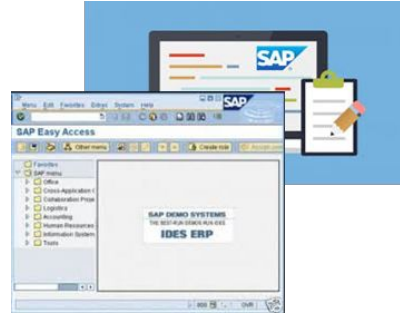 SAP
Menu Edit Favorites Extras System Help
SAP
SAP Easy Access
Other menu
Create role
Favorites
SAP menu
Office
Cross-Application C
Collaboration Proje
Logistics
Accounting
Human Resources
Information System
Tools
SAP DEMO SYSTEMS
THE BEST-RUN DEMOS RUN IDES
IDES ERP
OVR